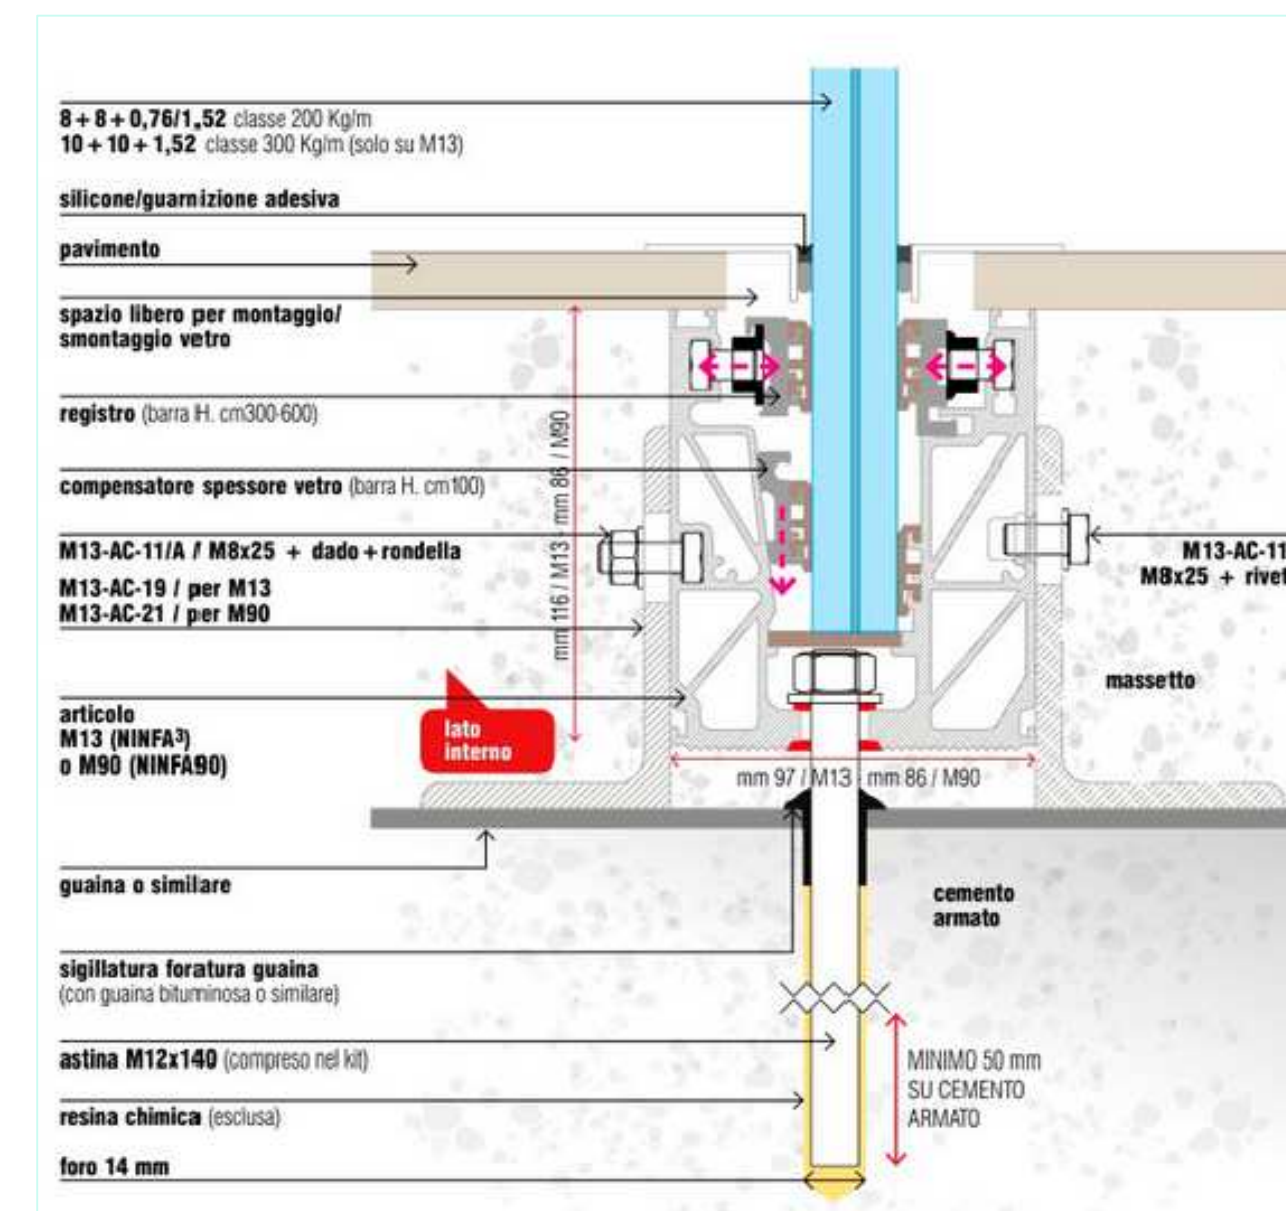 8 + 8 + 0,76/1,52 classe 200 Kg/m
10 + 10 + 1,52 classe 300 Kg/m (solo su M13)
silicone/guarnizione adesiva
pavimento
spazio libero per montaggio/
smontaggio vetro
registro (barra H. cm300-600)
compensatore spessore vetro (barra H. cm100)
M13-AC-11/A / M8x25 + dado + rondella
M13-AC-19 / per M13
M13-AC-21 / per M90
mm 116 / M13 - mm 86 / M90
M13-AC-11
M8x25 + rivet
massetto
articolo
M13 (NINFA3)
o M90 (NINFA90)
lato
interno
mm 97 / M13 - mm 86 / M90
guaina o similare
cemento
armato
sigillatura foratura guaina
(con guaina bituminosa o similare)
astina M12x140 (compreso nel kit)
MINIMO 50 mm
SU CEMENTO
ARMATO
resina chimica (esclusa)
foro 14 mm